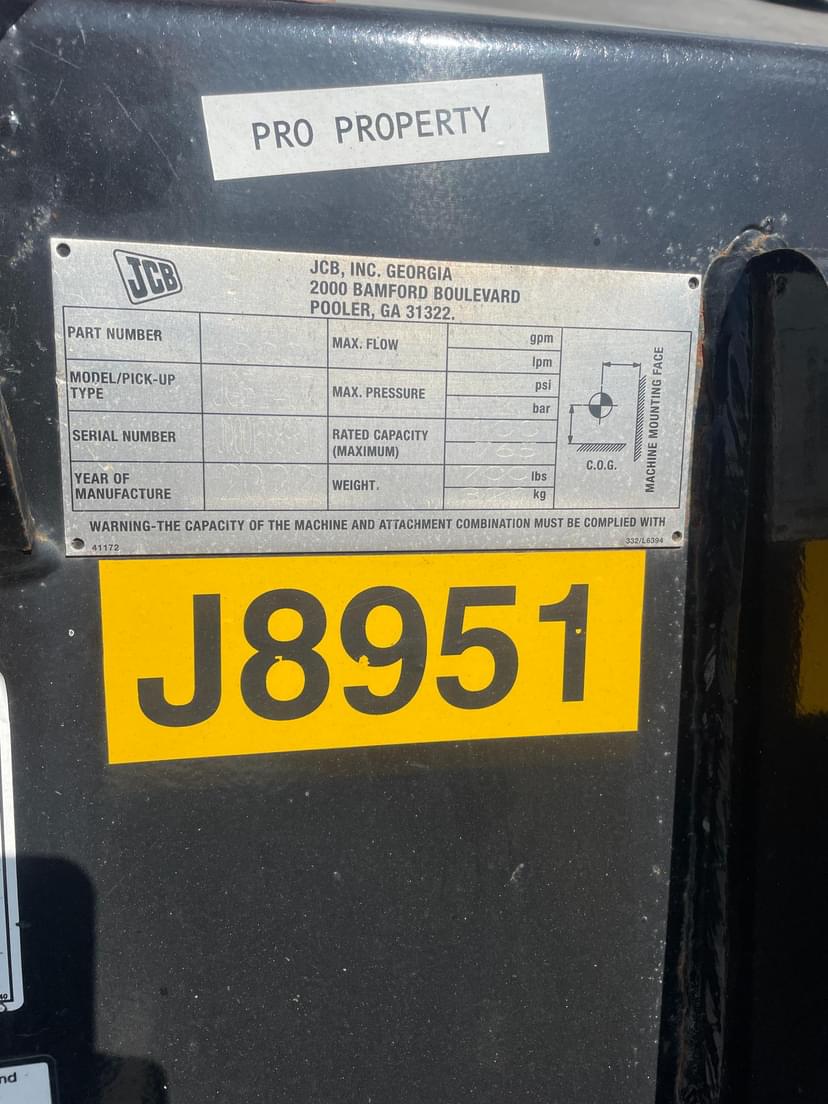 PRO PROPERTY
JCB
JCB, INC. GEORGIA
2000 BAMFORD BOULEVARD
POOLER, GA 31322.
PART NUMBER
MAX. FLOW
gpm
lpm
MODEL/PICK-UP
TYPE
MAX. PRESSURE
psi
bar
SERIAL NUMBER
RATED CAPACITY
(MAXIMUM)
YEAR OF
MANUFACTURE
WEIGHT.
lbs
kg
C.O.G.
MACHINE MOUNTING FACE
WARNING-THE CAPACITY OF THE MACHINE AND ATTACHMENT COMBINATION MUST BE COMPLIED WITH
41172
332/L6394
J8951